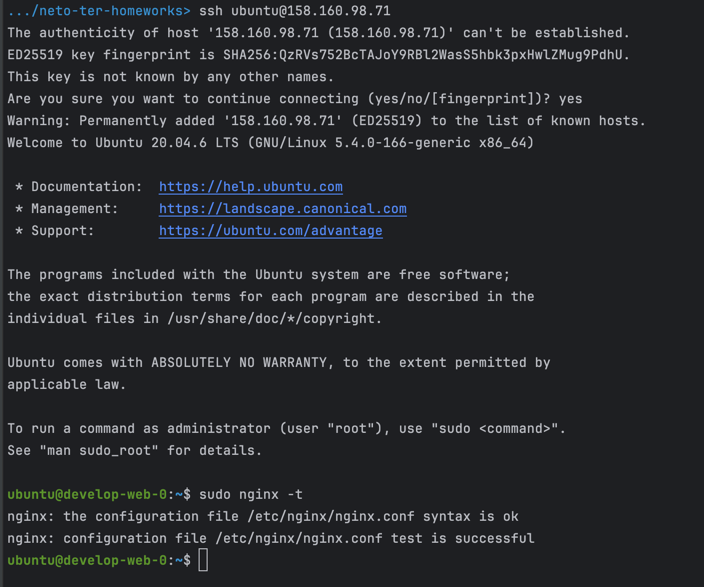 .../neto-ter-homeworks> ssh ubuntu@158.160.98.71
The authenticity of host '158.160.98.71 (158.160.98.71)' can't be established.
ED25519 key fingerprint is SHA256:QzRVs752BcTAJoY9RBl2WasS5hbk3pxHwlZMug9PdhU.
This key is not known by any other names.
Are you sure you want to continue connecting (yes/no/[fingerprint])? yes
Warning: Permanently added '158.160.98.71' (ED25519) to the list of known hosts.
Welcome to Ubuntu 20.04.6 LTS (GNU/Linux 5.4.0-166-generic x86_64)
* Documentation:  https://help.ubuntu.com
* Management:     https://landscape.canonical.com
* Support:        https://ubuntu.com/advantage
The programs included with the Ubuntu system are free software;
the exact distribution terms for each program are described in the
individual files in /usr/share/doc/*/copyright.
Ubuntu comes with ABSOLUTELY NO WARRANTY, to the extent permitted by
applicable law.
To run a command as administrator (user "root"), use "sudo <command>".
See "man sudo_root" for details.
ubuntu@develop-web-0:~$ sudo nginx -t
nginx: the configuration file /etc/nginx/nginx.conf syntax is ok
nginx: configuration file /etc/nginx/nginx.conf test is successful
ubuntu@develop-web-0:~$